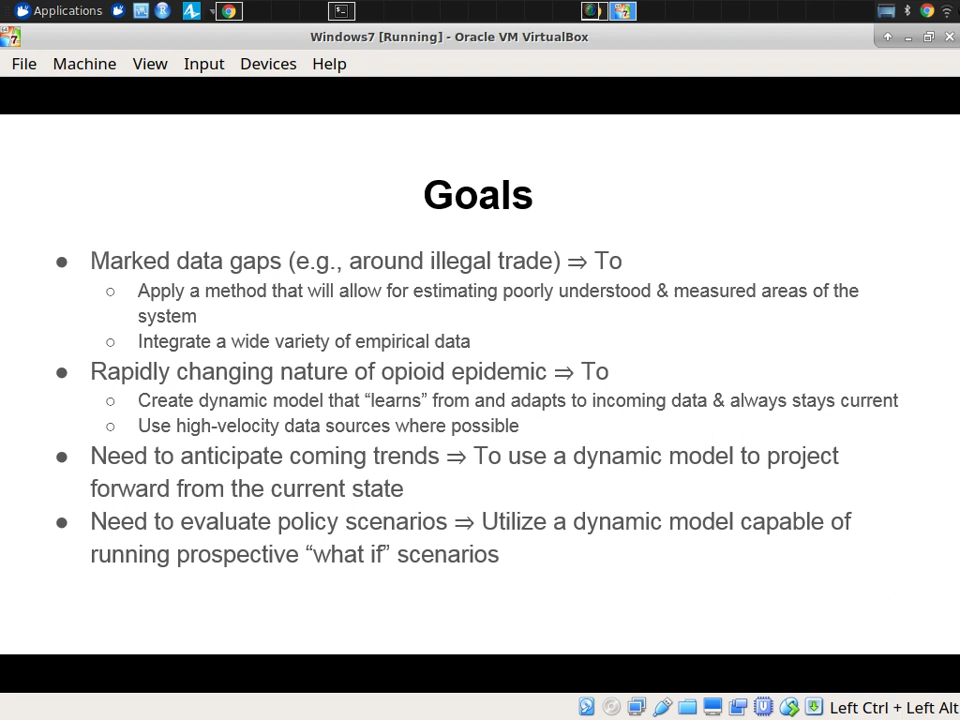 Applications
Windows7 [Running] - Oracle VM VirtualBox
File Machine View Input Devices Help
Goals
● Marked data gaps (e.g., around illegal trade) ⇒ To
○ Apply a method that will allow for estimating poorly understood & measured areas of the
system
○ Integrate a wide variety of empirical data
● Rapidly changing nature of opioid epidemic ⇒ To
○ Create dynamic model that “learns” from and adapts to incoming data & always stays current
○ Use high-velocity data sources where possible
● Need to anticipate coming trends ⇒ To use a dynamic model to project
forward from the current state
● Need to evaluate policy scenarios ⇒ Utilize a dynamic model capable of
running prospective “what if” scenarios
Left Ctrl + Left Alt